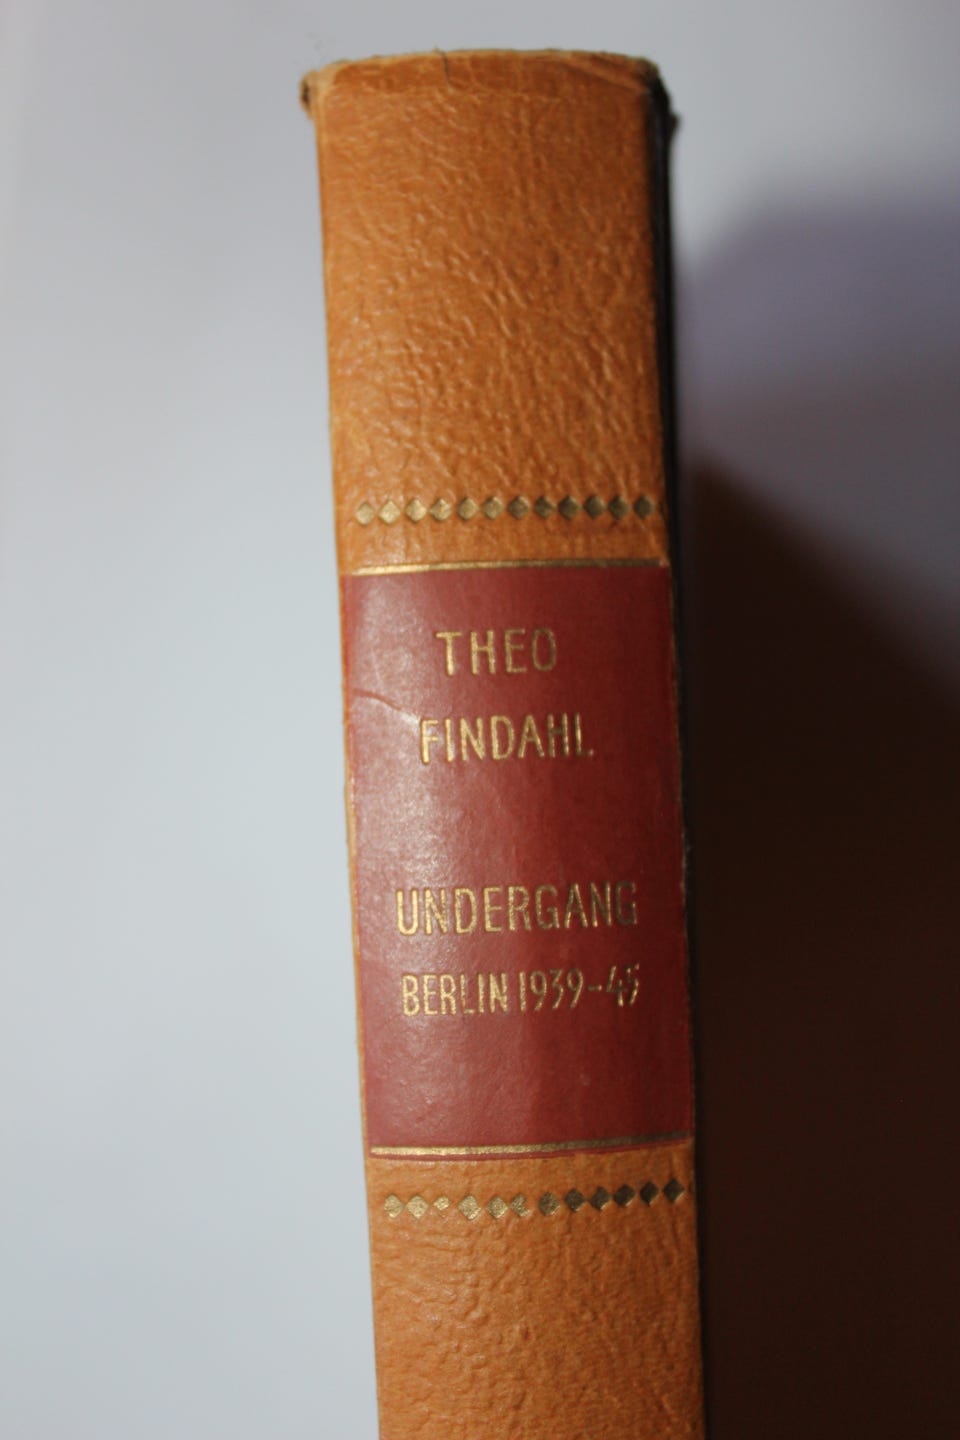 THEO
FINDAHL
UNDERGANG
BERLIN 1939-45